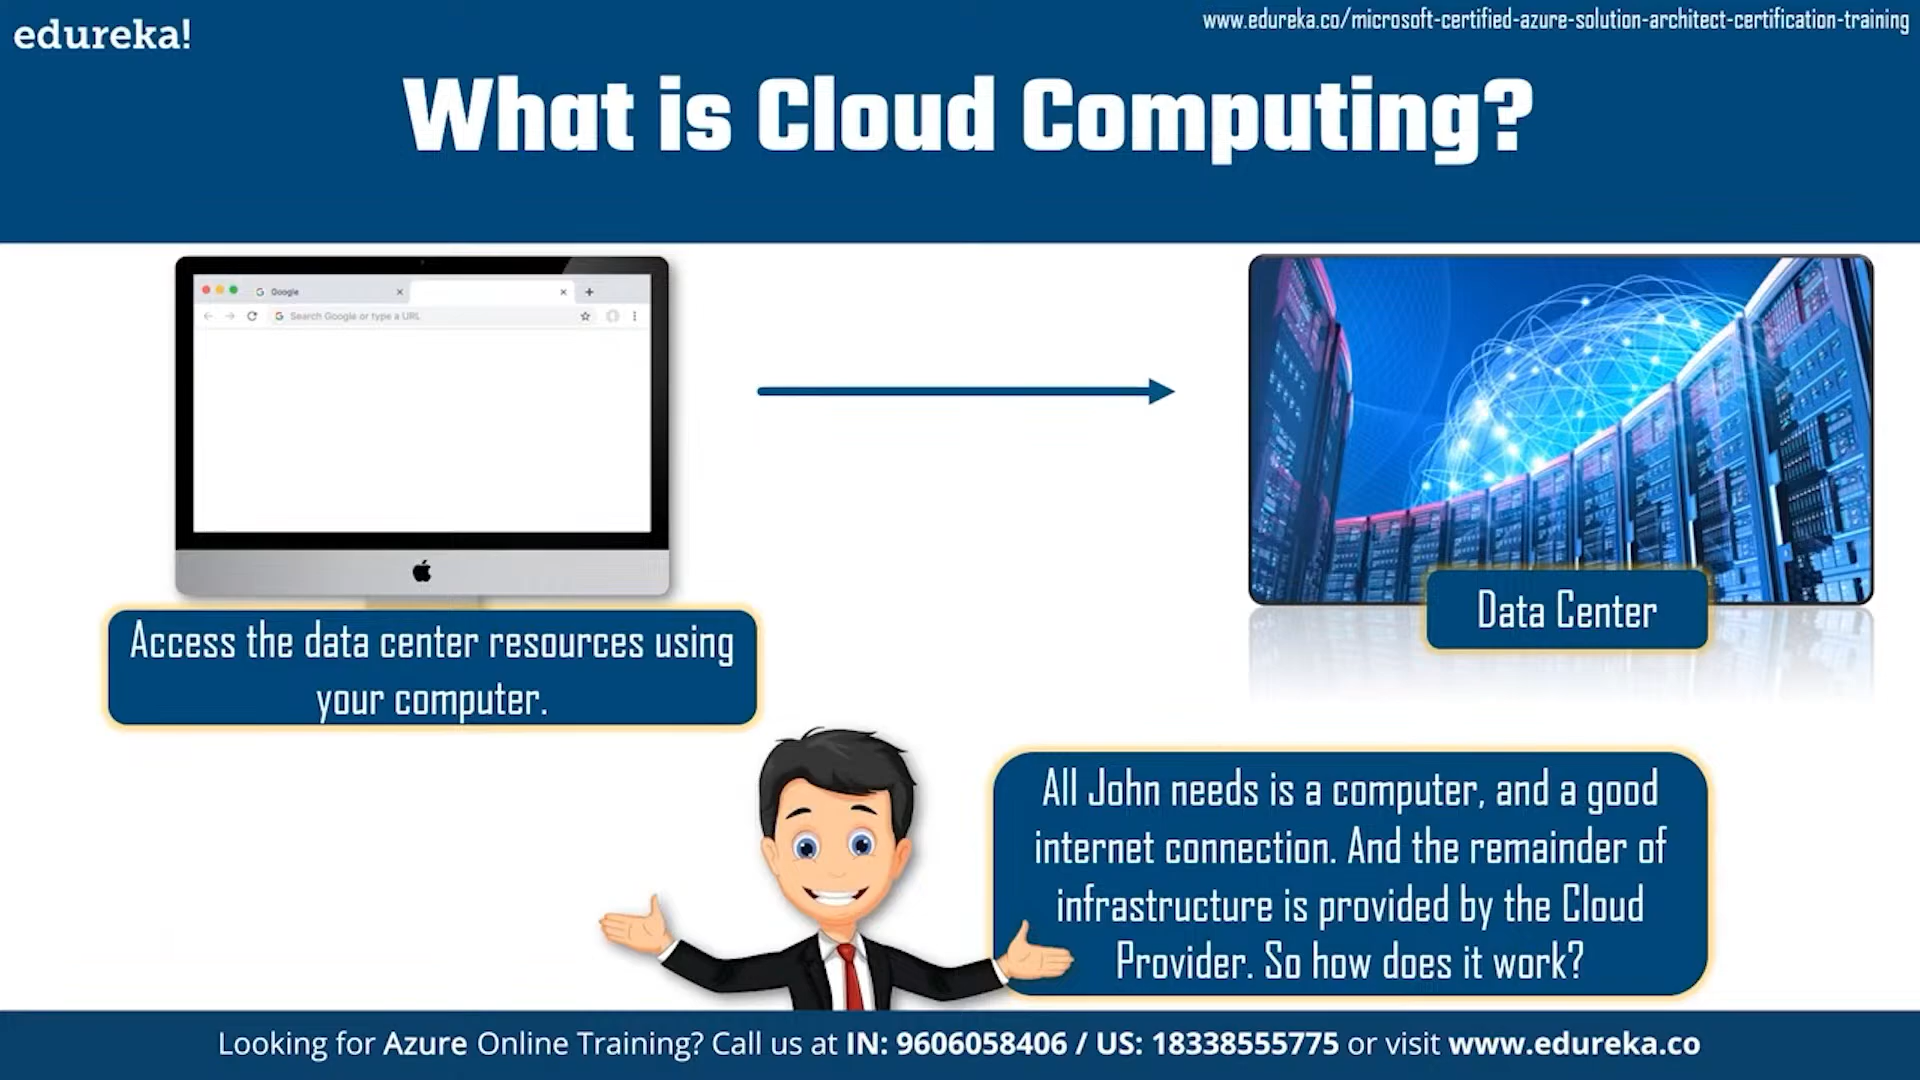 www.edureka.co/microsoft-certified-azure-solution-architect-certification-training
edureka!
What is Cloud Computing?
Google
Search Google or type a URL
Access the data center resources using
your computer.
Data Center
All John needs is a computer, and a good
internet connection. And the remainder of
infrastructure is provided by the Cloud
Provider. So how does it work?
Looking for Azure Online Training? Call us at IN: 9606058406 / US: 18338555775 or visit www.edureka.co